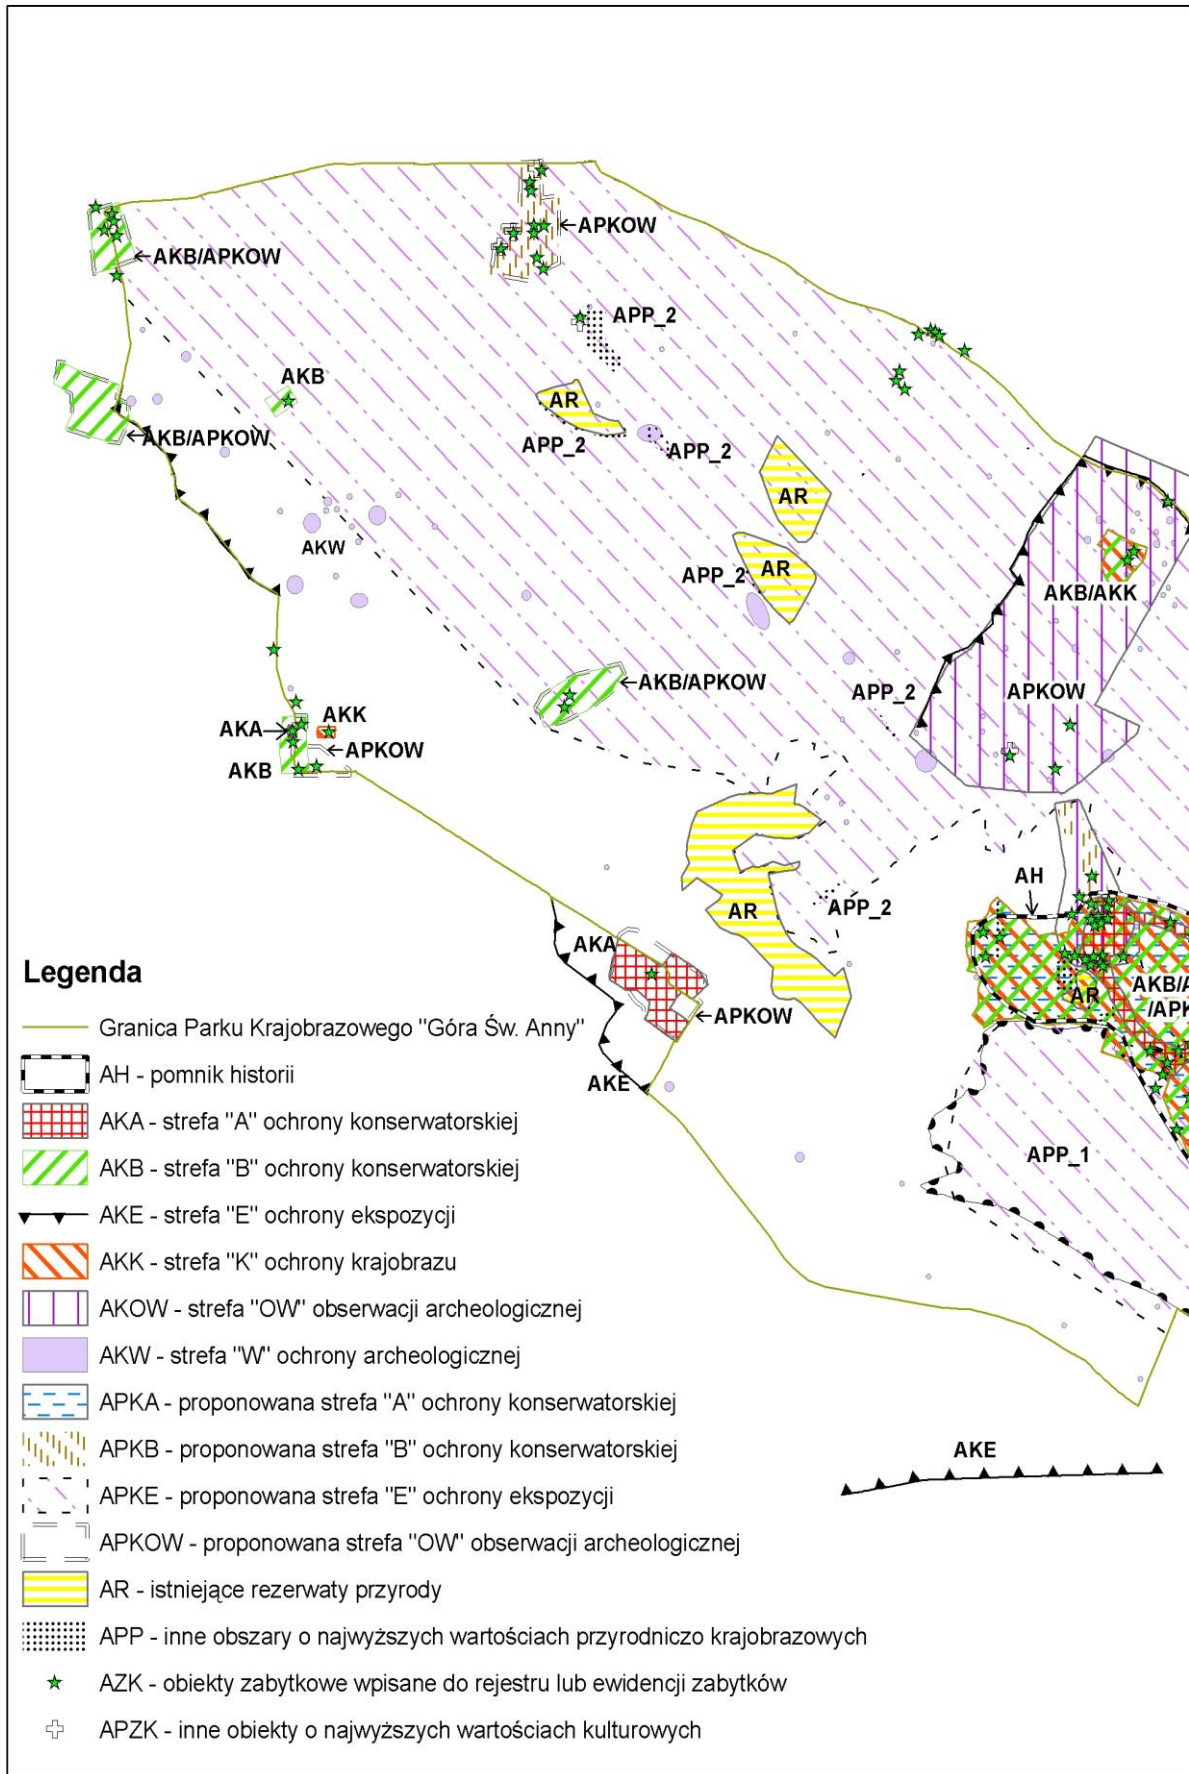 APKOW
AKB/APKOW
APP_2
AKB
AR
AKB/APKOW
APP_2
APP_2
AR
AKW
APP_2
AR
AKB/AKK
AKB/APKOW
APP_2
APKOW
AKK
AKA
APKOW
AKB
AH
AR
APP_2
AKA
AKB/A
AR
/APK
APKOW
AKE
APP_1
AKE
Legenda
Granica Parku Krajobrazowego "Góra Św. Anny"
AH - pomnik historii
AKA - strefa "A" ochrony konserwatorskiej
AKB - strefa "B" ochrony konserwatorskiej
AKE - strefa "E" ochrony ekspozycji
AKK - strefa "K" ochrony krajobrazu
AKOW - strefa "OW" obserwacji archeologicznej
AKW - strefa "W" ochrony archeologicznej
APKA - proponowana strefa "A" ochrony konserwatorskiej
APKB - proponowana strefa "B" ochrony konserwatorskiej
APKE - proponowana strefa "E" ochrony ekspozycji
APKOW - proponowana strefa "OW" obserwacji archeologicznej
AR - istniejące rezerwaty przyrody
APP - inne obszary o najwyższych wartościach przyrodniczo krajobrazowych
AZK - obiekty zabytkowe wpisane do rejestru lub ewidencji zabytków
APZK - inne obiekty o najwyższych wartościach kulturowych